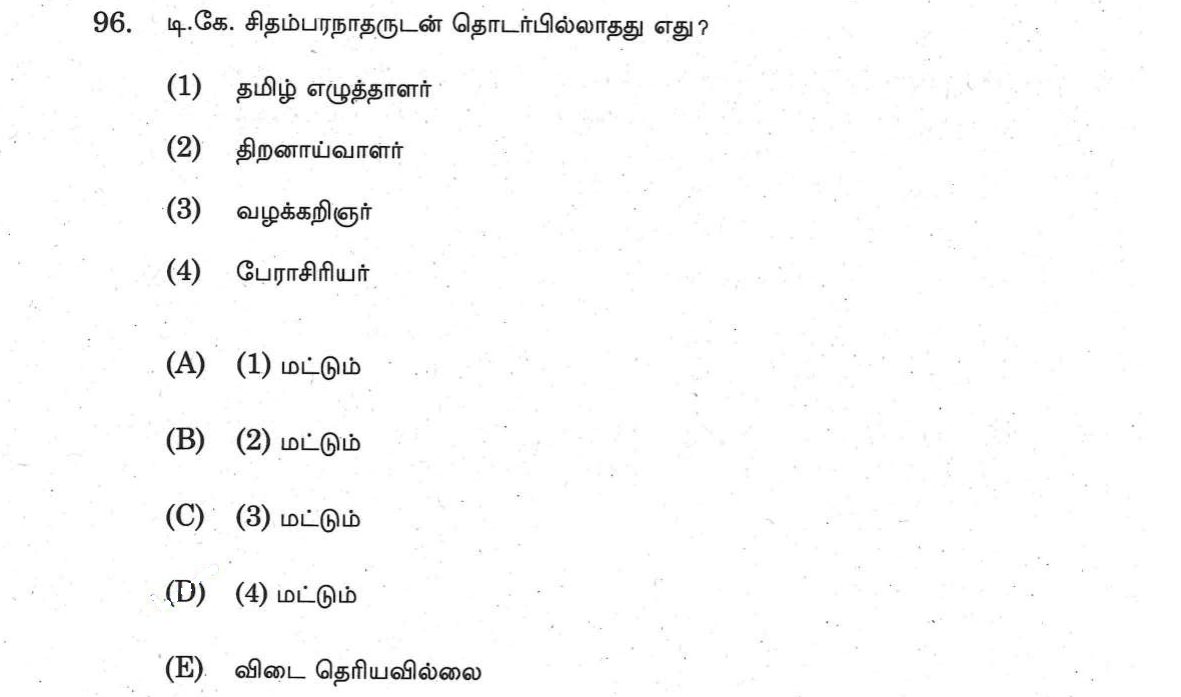 96. டி.கே. சிதம்பரநாதருடன் தொடர்பில்லாதது எது?
(1) தமிழ் எழுத்தாளர்
(2) திறனாய்வாளர்
(3) வழக்கறிஞர்
(4) பேராசிரியர்
(A) (1) மட்டும்
(B) (2) மட்டும்
(C) (3) மட்டும்
(D) (4) மட்டும்
(E) விடை தெரியவில்லை